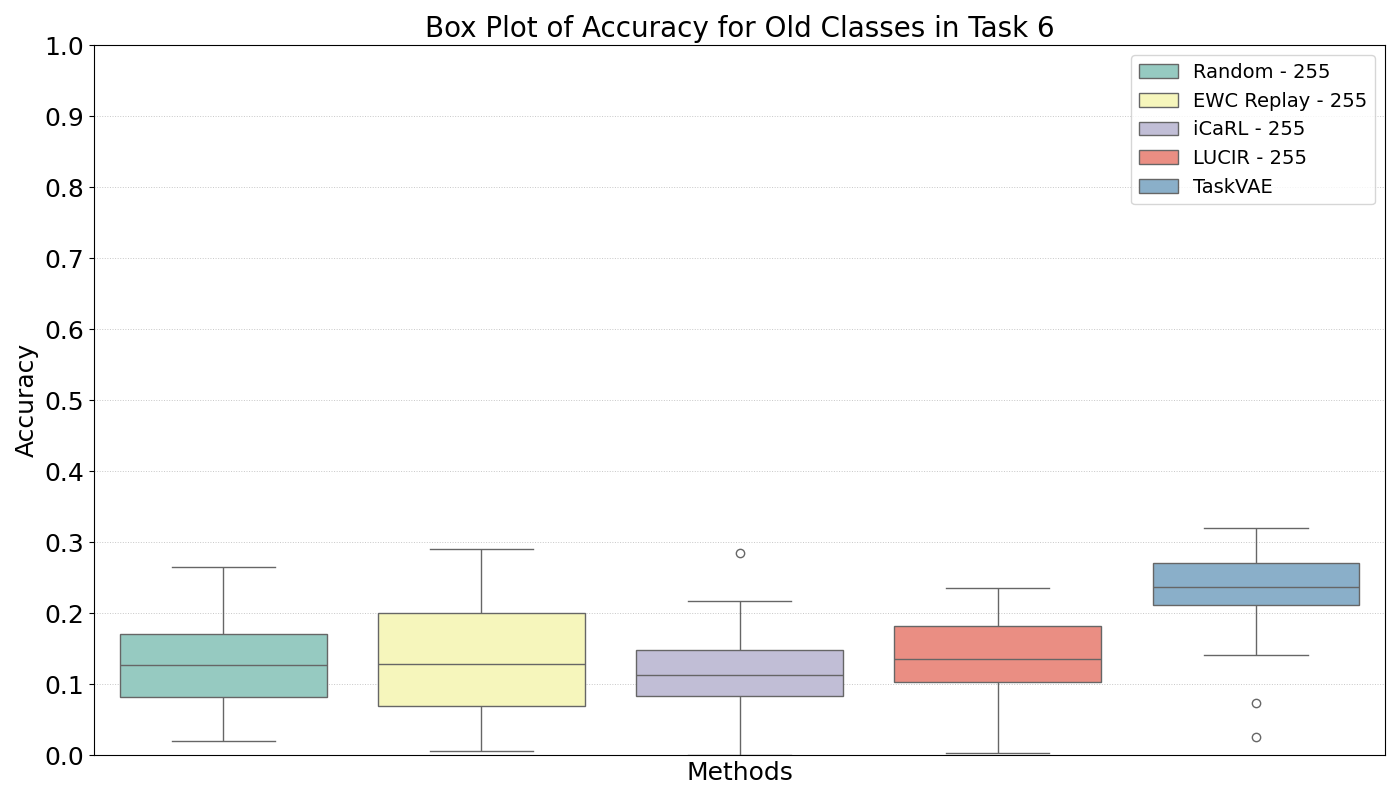 Box Plot of Accuracy for Old Classes in Task 6
1.0
0.9
0.8
0.7
0.6
0.5
0.4
0.3
0.2
0.1
0.0
Accuracy
Methods
Random - 255
EWC Replay - 255
iCaRL - 255
LUCIR - 255
TaskVAE